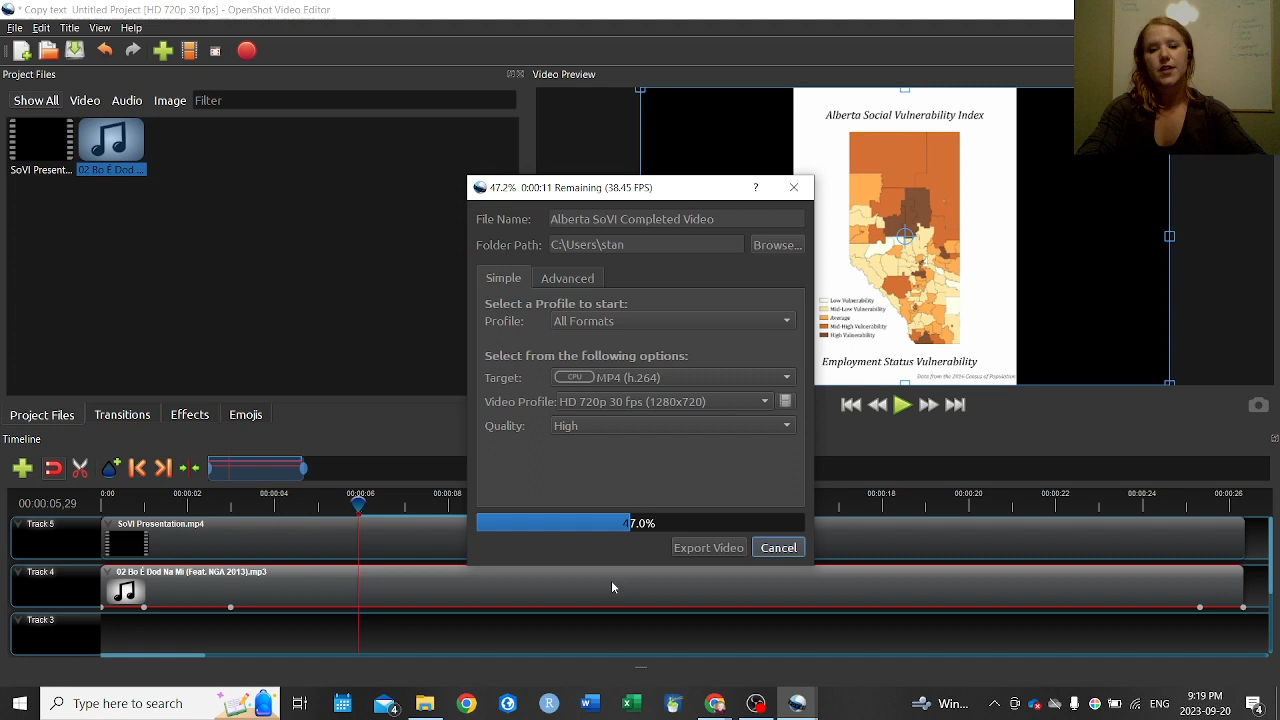 * Copy text Untitled Project [HD 720p 30 fps] - OpenShot Video Editor
File Edit Title View Help
Project Files
Video Preview
Show All Video Audio Image Filter
SoVI Present...
02 Bo É Dod ...
Alberta Social Vulnerability Index
Low Vulnerability
Mid-Low Vulnerability
Average
Mid-High Vulnerability
High Vulnerability
Employment Status Vulnerability
Data from the 2016 Census of Population
47.2% 0:00:11 Remaining (38.45 FPS)
?
File Name: Alberta SoVI Completed Video
Folder Path: C:\Users\stan
Browse...
Simple Advanced
Select a Profile to start:
Profile: All Formats
Select from the following options:
Target: CPU MP4 (h.264)
Video Profile: HD 720p 30 fps (1280x720)
Quality: High
47.0%
Export Video Cancel
Project Files Transitions Effects Emojis
Timeline
00:00:05,29
0:00 00:00:02 00:00:04 00:00:06 00:00:08 00:00:18 00:00:20 00:00:22 00:00:24 00:00:26
Track 5 SoVI Presentation.mp4
Track 4 02 Bo É Dod Na Mi (Feat. NGA 2013).mp3
Track 3
Type here to search
4
R
Win...
9:19 PM